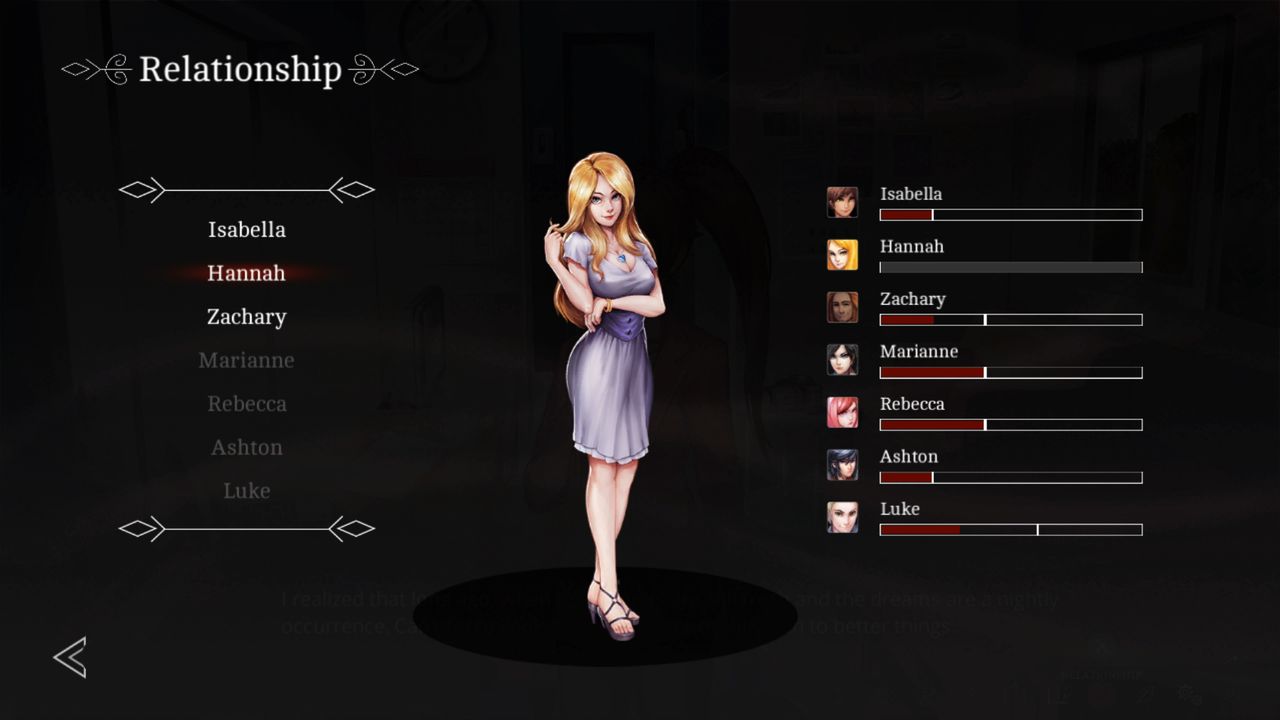 Relationship
Isabella
Hannah
Zachary
Marianne
Rebecca
Ashton
Luke
Isabella
Hannah
Zachary
Marianne
Rebecca
Ashton
Luke
I realized that and the dreams are a nightly
occurrence. to better things
RELATIONSHIP